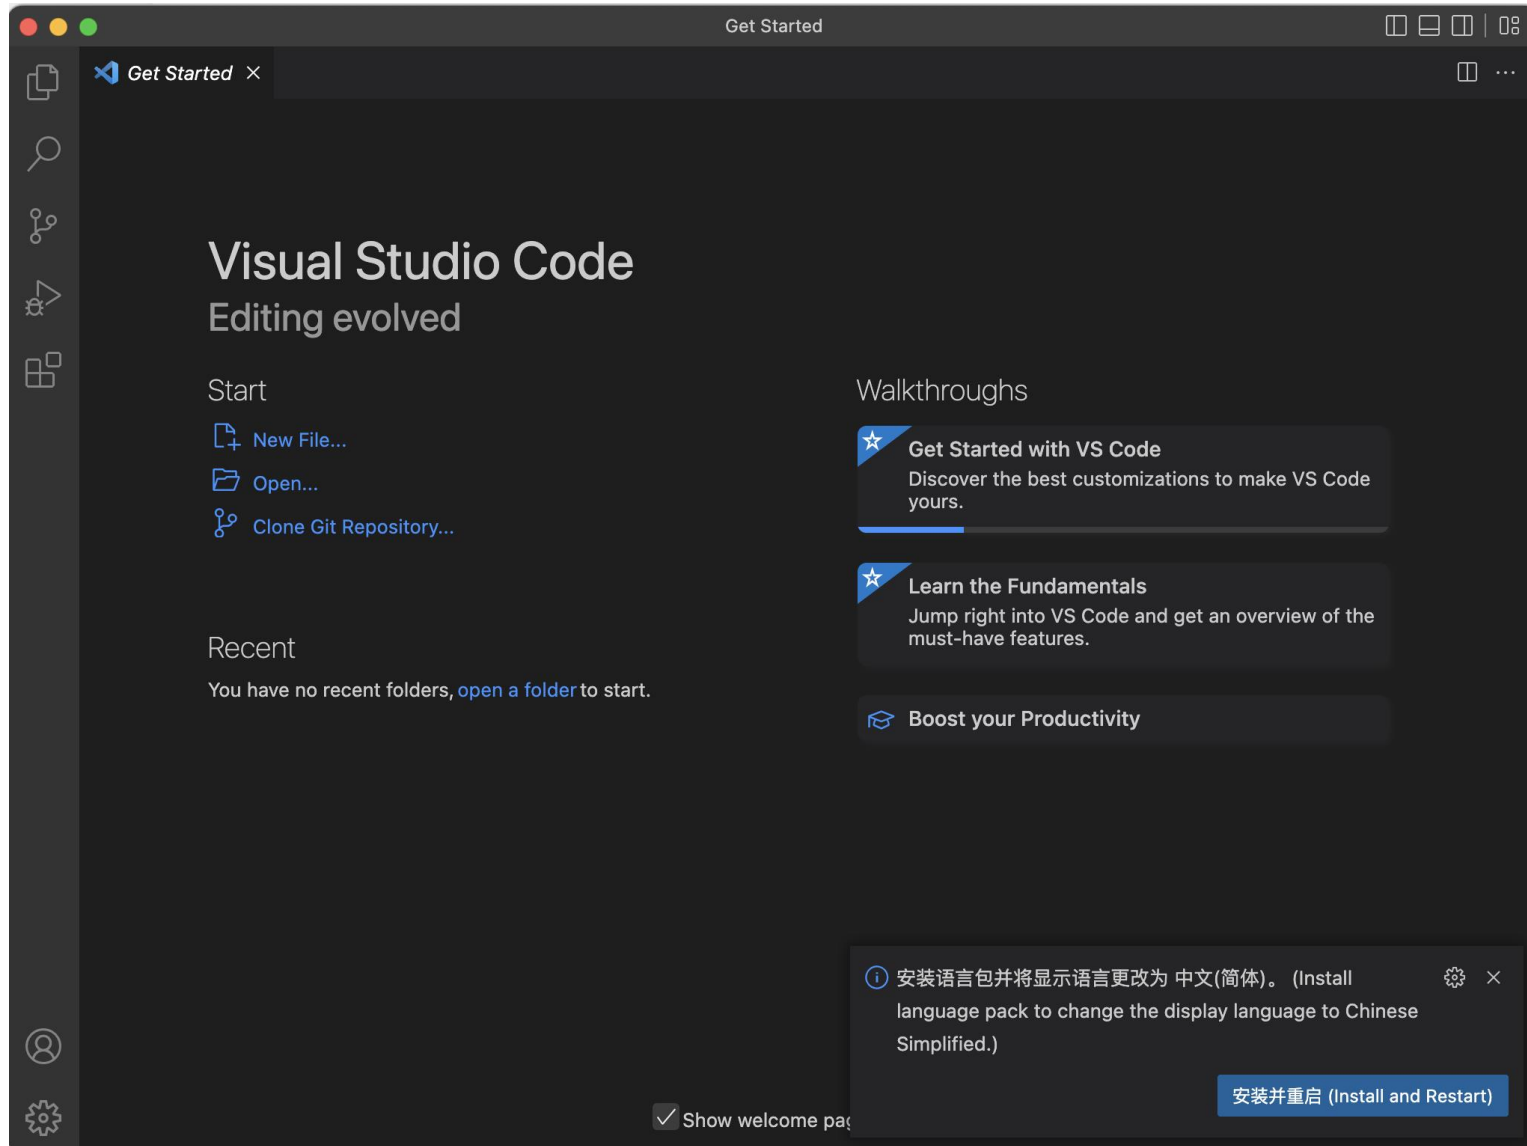 Get Started
Get Started
Visual Studio Code
Editing evolved
Start
New File...
Open...
Clone Git Repository...
Recent
You have no recent folders, open a folder to start.
Walkthroughs
Get Started with VS Code
Discover the best customizations to make VS Code
yours.
Learn the Fundamentals
Jump right into VS Code and get an overview of the
must-have features.
Boost your Productivity
安装语言包并将显示语言更改为 中文(简体)。 (Install
language pack to change the display language to Chinese
Simplified.)
安装并重启 (Install and Restart)
Show welcome pag